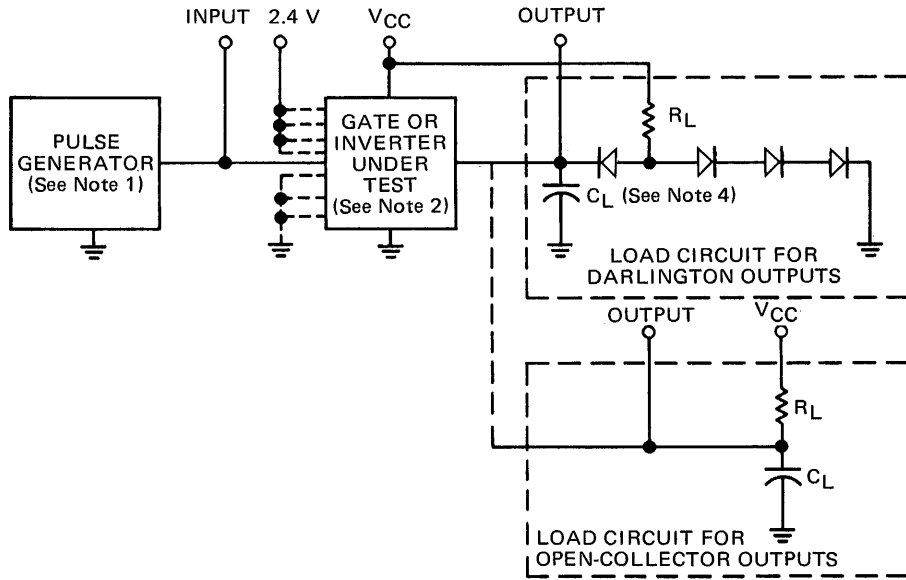 INPUT 2.4 V VCC OUTPUT
PULSE
GENERATOR
(See Note 1)
GATE OR
INVERTER
UNDER
TEST
(See Note 2)
RL
CL (See Note 4)
LOAD CIRCUIT FOR
DARLINGTON OUTPUTS
OUTPUT VCC
RL
CL
LOAD CIRCUIT FOR
OPEN-COLLECTOR OUTPUTS